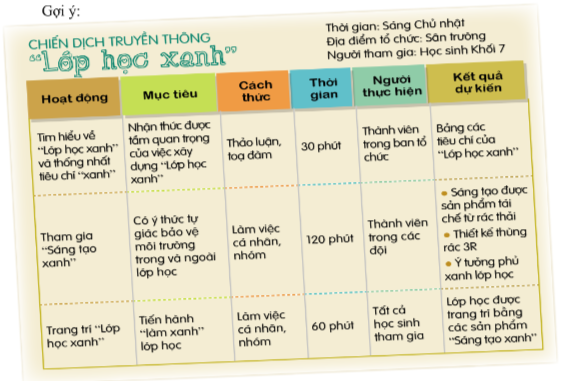 Gợi ý:
CHIẾN DỊCH TRUYỀN THÔNG
“Lớp học xanh”
Thời gian: Sáng Chủ nhật
Địa điểm tổ chức: Sân trường
Người tham gia: Học sinh Khối 7
Hoạt động
Mục tiêu
Cách
thức
Thời
gian
Người
thực hiện
Kết quả
dự kiến
Tìm hiểu về
“Lớp học xanh”
và thống nhất
tiêu chí “xanh”
Nhận thức được
tầm quan trọng
của việc xây
dựng “Lớp học
xanh”
Thảo luận,
toạ đàm
30 phút
Thành viên
trong ban tổ
chức
Bảng các
tiêu chí của
“Lớp học xanh”
Tham gia
“Sáng tạo
xanh”
Có ý thức tự
giác bảo vệ
môi trường
trong và ngoài
lớp học
Làm việc
cá nhân,
nhóm
120 phút
Thành viên
trong các
đội
• Sáng tạo được
sản phẩm tái
chế từ rác thải
• Thiết kế thùng
rác 3R
• Ý tưởng phủ
xanh lớp học
Trang trí “Lớp
học xanh”
Tiến hành
“làm xanh”
lớp học
Làm việc
cá nhân,
nhóm
60 phút
Tất cả
học sinh
tham gia
Lớp học được
trang trí bằng
các sản phẩm
“Sáng tạo xanh”